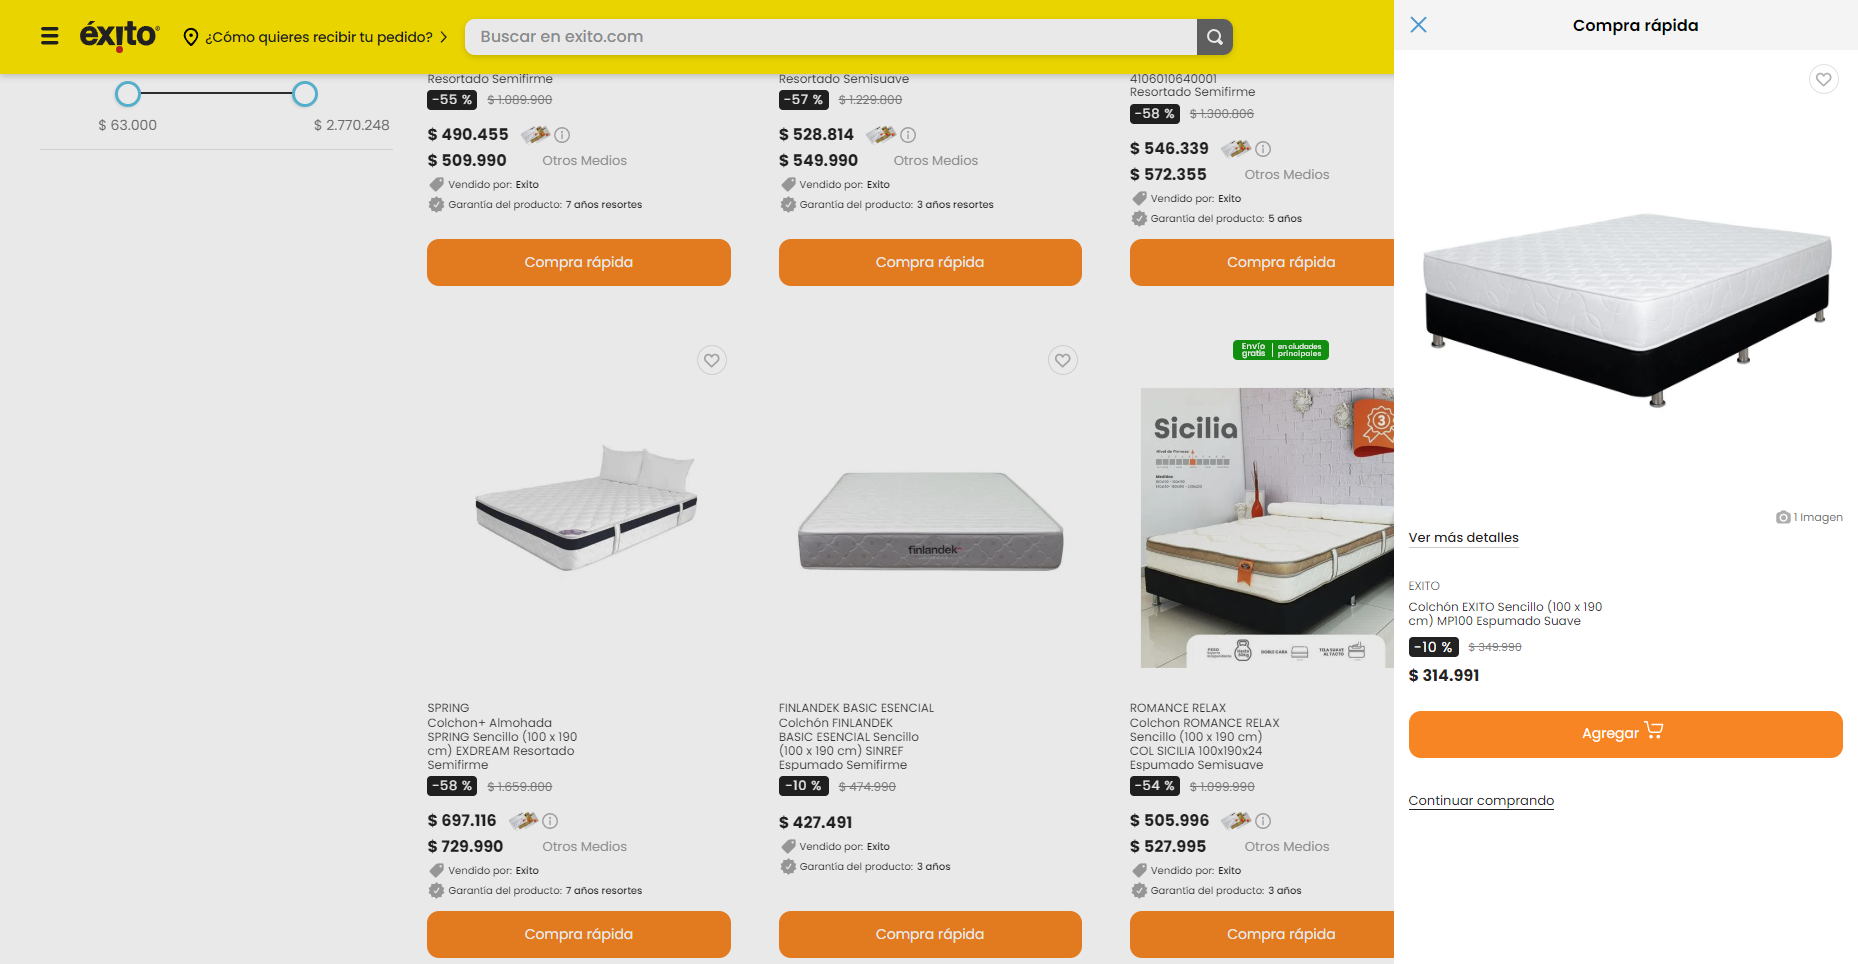 éxito
¿Cómo quieres recibir tu pedido?
Buscar en exito.com
Compra rápida
$ 63.000
$ 2.770.248
Resortado Semifirme
-55 % $ 1.089.900
$ 490.455
$ 509.990 Otros Medios
Vendido por: Exito
Garantía del producto: 7 años resortes
Compra rápida
Resortado Semisuave
-57 % $ 1.229.800
$ 528.814
$ 549.990 Otros Medios
Vendido por: Exito
Garantía del producto: 3 años resortes
Compra rápida
4106010640001
Resortado Semifirme
-58 % $ 1.300.806
$ 546.339
$ 572.355 Otros Medios
Vendido por: Exito
Garantía del producto: 5 años
Compra rápida
SPRING
Colchon+ Almohada
SPRING Sencillo (100 x 190
cm) EXDREAM Resortado
Semifirme
-58 % $ 1.659.800
$ 697.116
$ 729.990 Otros Medios
Vendido por: Exito
Garantía del producto: 7 años resortes
Compra rápida
finlandek
FINLANDEK BASIC ESENCIAL
Colchón FINLANDEK
BASIC ESENCIAL Sencillo
(100 x 190 cm) SINREF
Espumado Semifirme
-10 % $ 474.990
$ 427.491
Vendido por: Exito
Garantía del producto: 3 años
Compra rápida
Envío gratis
en ciudades principales
Sicilia
3
Nivel de Firmeza
Medidas
DOBLE CARA
TELA SUAVE
AL TACTO
ROMANCE RELAX
Colchon ROMANCE RELAX
Sencillo (100 x 190 cm)
COL SICILIA 100x190x24
Espumado Semisuave
-54 % $ 1.099.990
$ 505.996
$ 527.995 Otros Medios
Vendido por: Exito
Garantía del producto: 3 años
Compra rápida
1 Imagen
Ver más detalles
EXITO
Colchón EXITO Sencillo (100 x 190
cm) MP100 Espumado Suave
-10 % $ 349.990
$ 314.991
Agregar
Continuar comprando